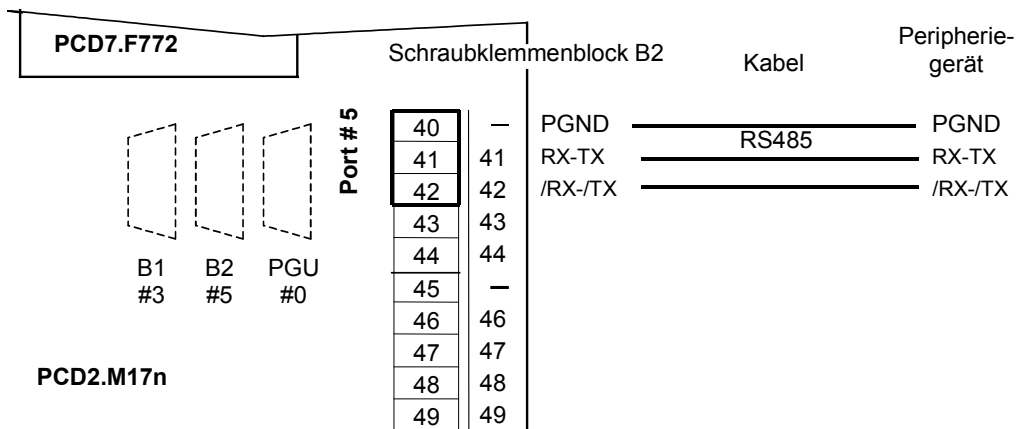 PCD7.F772
Schraubklemmenblock B2
Kabel
Peripherie-
gerät
Port # 5
40 — PGND RS485 PGND
41 41 RX-TX RX-TX
42 42 /RX-/TX /RX-/TX
43 43
44 44
45 —
46 46
47 47
48 48
49 49
B1 B2 PGU
#3 #5 #0
PCD2.M17n